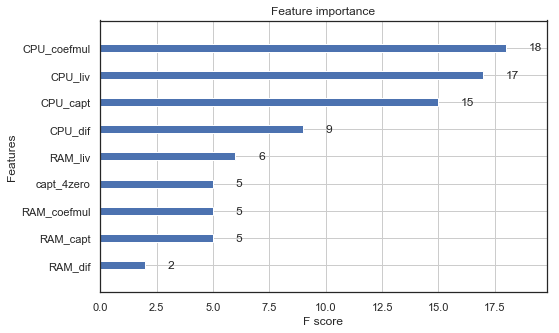 Feature importance
CPU_coefmul 18
CPU_liv 17
CPU_capt 15
CPU_dif 9
RAM_liv 6
capt_4zero 5
RAM_coefmul 5
RAM_capt 5
RAM_dif 2
Features
0.0 2.5 5.0 7.5 10.0 12.5 15.0 17.5
F score